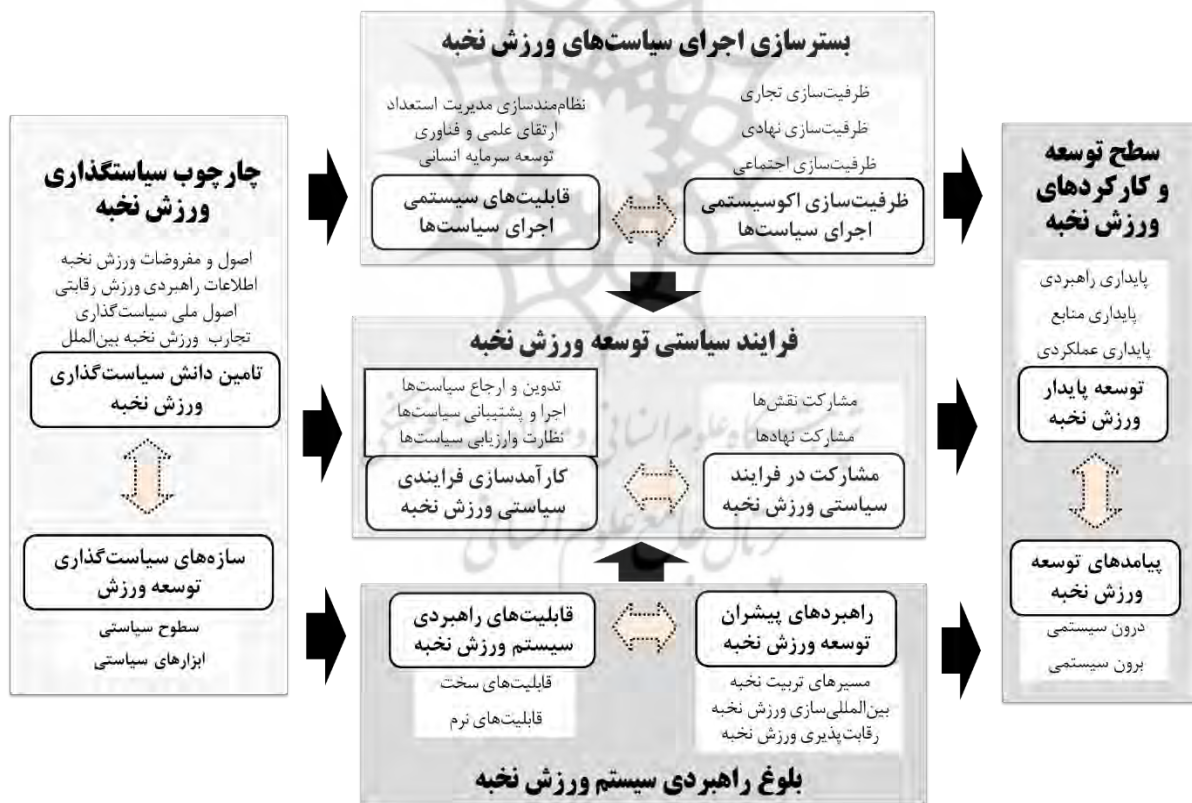 بسترسازی اجرای سیاست‌های ورزش نخبه
ظرفیت‌سازی تجاری
ظرفیت‌سازی نهادی
ظرفیت‌سازی اجتماعی
ظرفیت‌سازی اکوسیستمی
اجرای سیاست‌ها
نظام‌مندسازی مدیریت استعداد
ارتقای علمی و فناوری
توسعه سرمایه انسانی
قابلیت‌های سیستمی
اجرای سیاست‌ها
چارچوب سیاستگذاری
ورزش نخبه
اصول و مفروضات ورزش نخبه
اطلاعات راهبردی ورزش رقابتی
اصول ملی سیاست‌گذاری
تجارب ورزش نخبه بین‌الملل
تامین دانش سیاست‌گذاری
ورزش نخبه
سازه‌های سیاست‌گذاری
توسعه ورزش
سطوح سیاستی
ابزارهای سیاستی
فرایند سیاستی توسعه ورزش نخبه
مشارکت نقش‌ها
مشارکت نهادها
مشارکت در فرایند
سیاستی ورزش نخبه
تدوین و ارجاع سیاست‌ها
اجرا و پشتیبانی سیاست‌ها
نظارت وارزیابی سیاست‌ها
کارآمدسازی فرایندی
سیاستی ورزش نخبه
راهبردهای پیشران
توسعه ورزش نخبه
مسیرهای تربیت نخبه
بین‌المللی‌سازی ورزش نخبه
رقابت‌پذیری ورزش نخبه
قابلیت‌های راهبردی
سیستم ورزش نخبه
قابلیت‌های سخت
قابلیت‌های نرم
بلوغ راهبردی سیستم ورزش نخبه
سطح توسعه
و کارکردهای
ورزش نخبه
پایداری راهبردی
پایداری منابع
پایداری عملکردی
توسعه پایدار
ورزش نخبه
پیامدهای توسعه
ورزش نخبه
درون سیستمی
برون سیستمی
پرتال جامع علوم انسانی